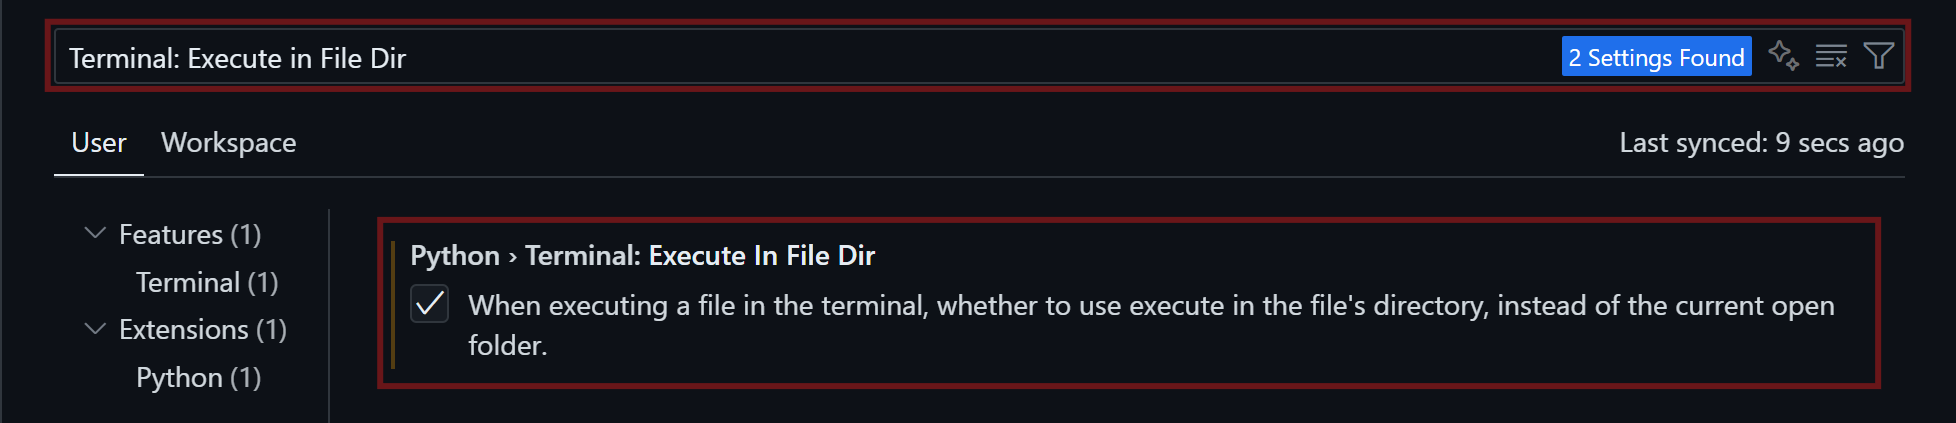 Terminal: Execute in File Dir
2 Settings Found
User
Workspace
Last synced: 9 secs ago
Features (1)
Terminal (1)
Extensions (1)
Python (1)
Python › Terminal: Execute In File Dir
When executing a file in the terminal, whether to use execute in the file's directory, instead of the current open
folder.